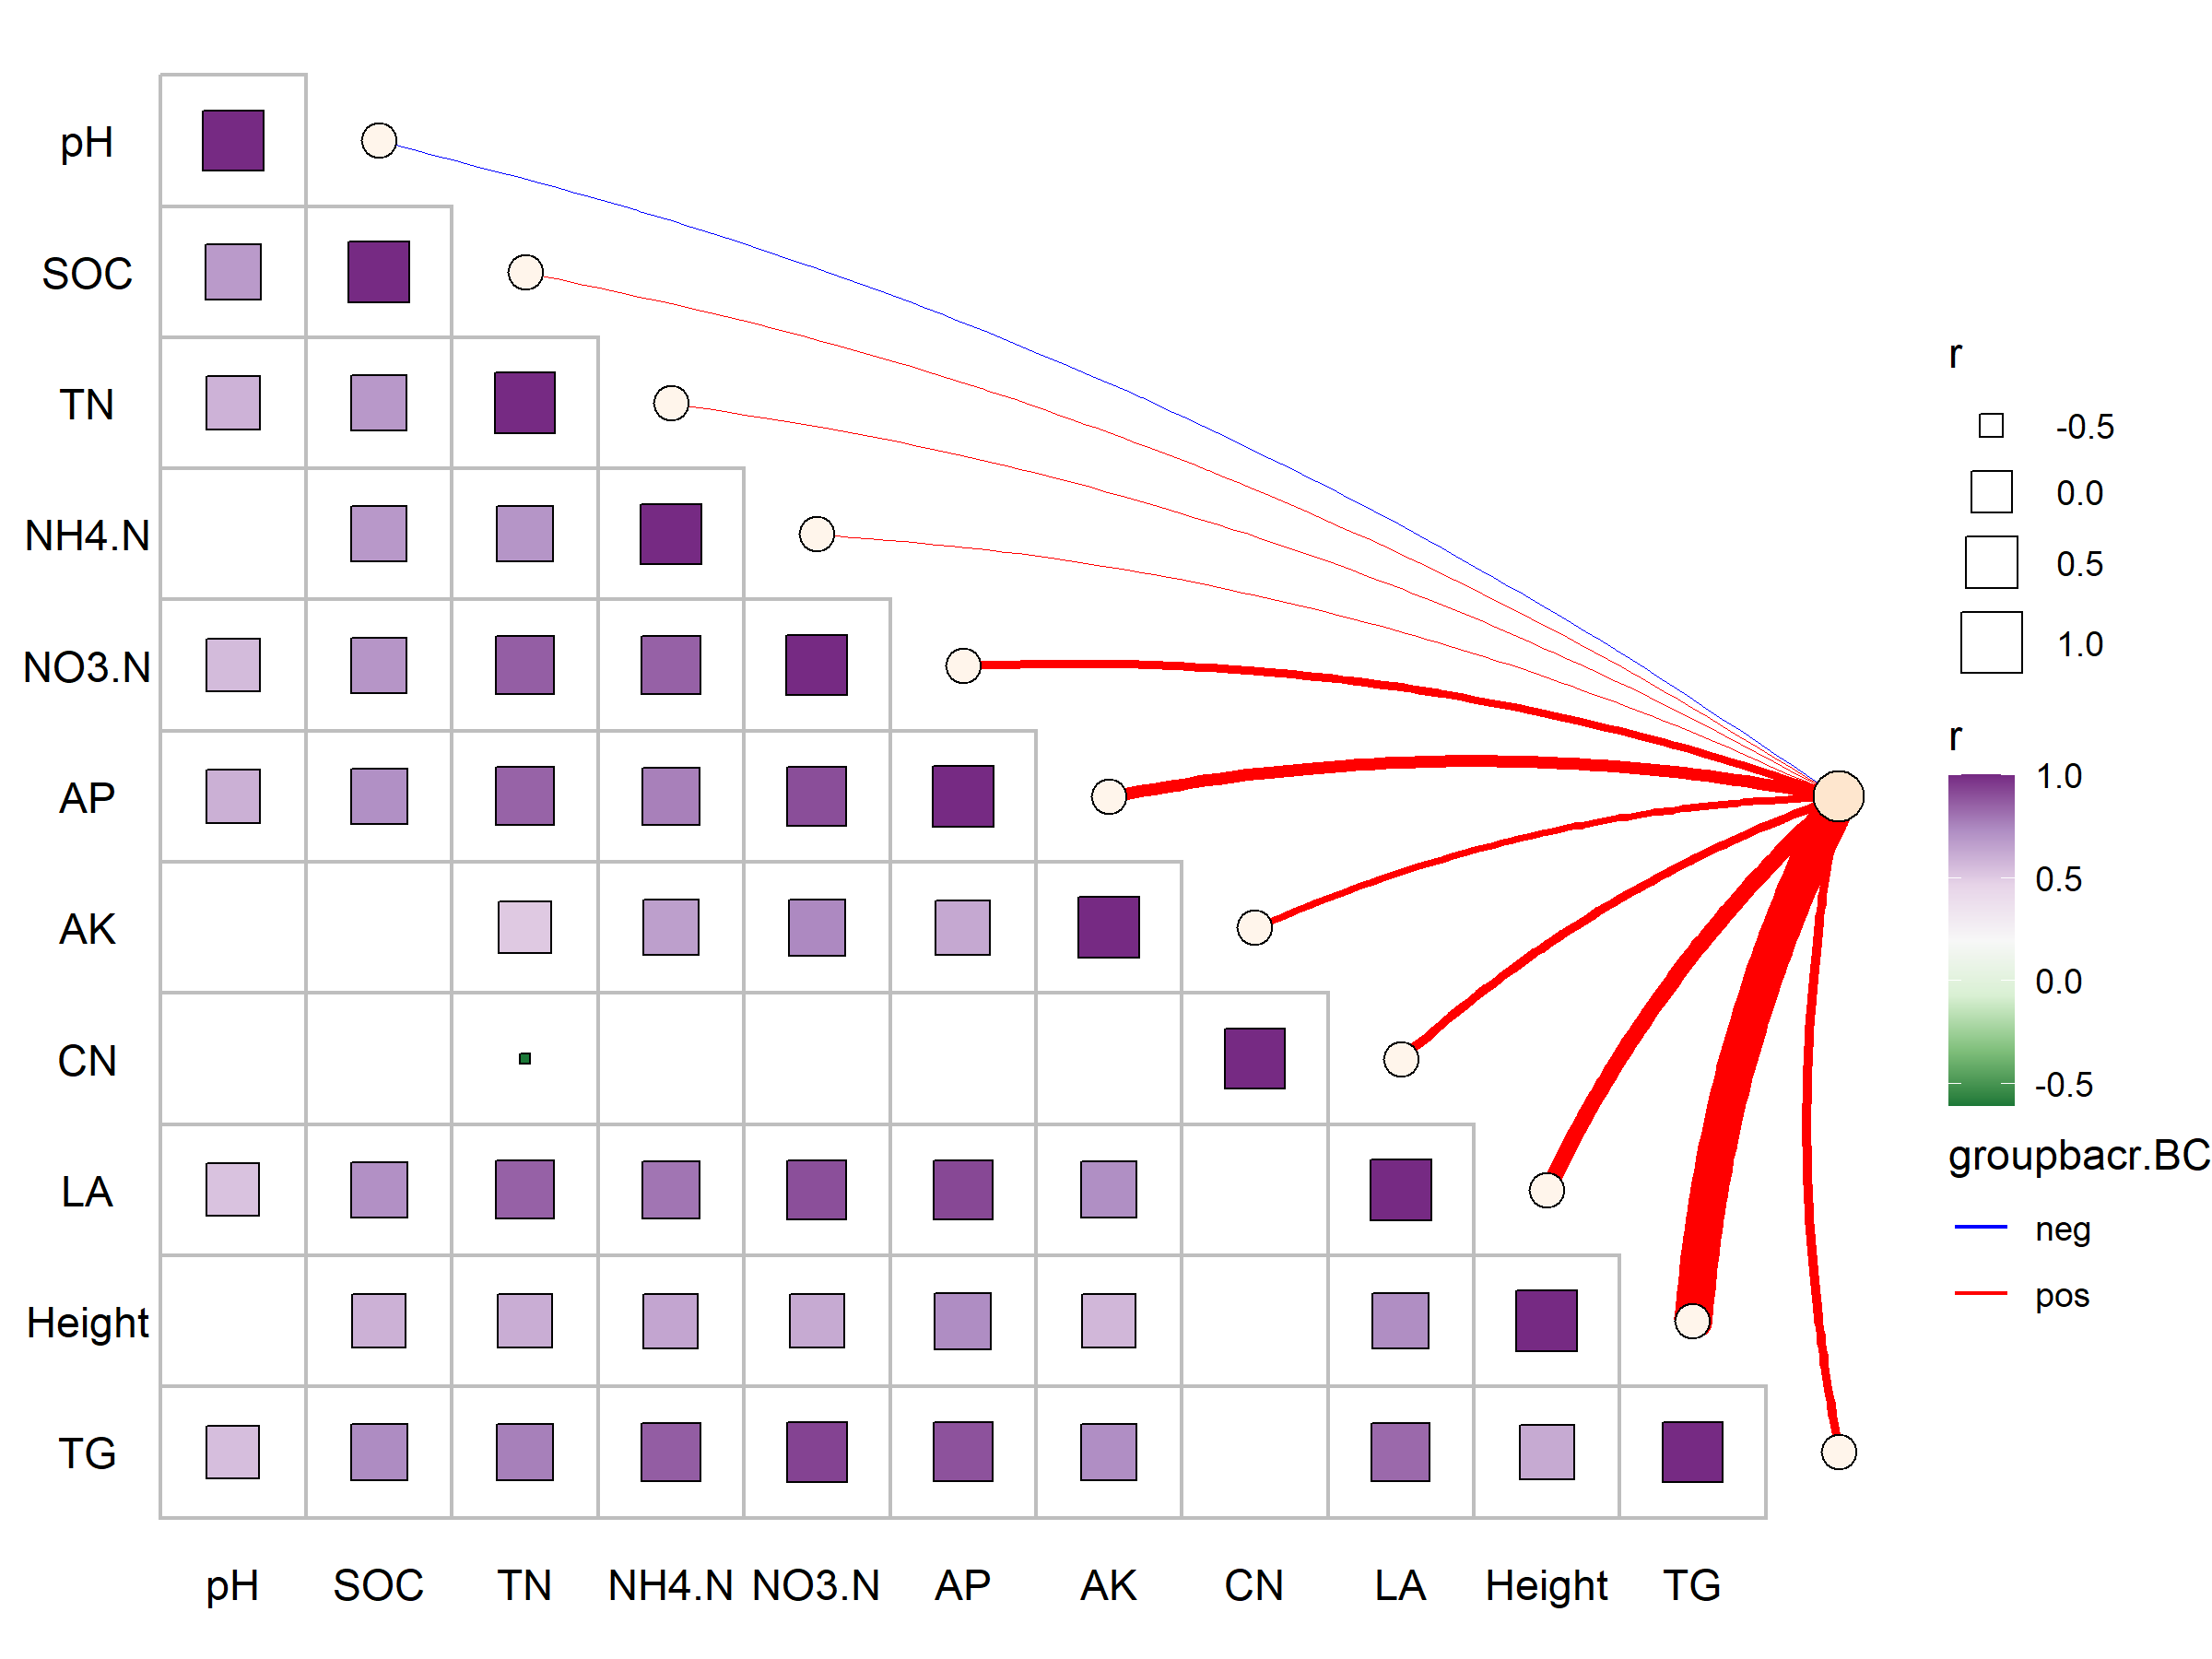 pH
SOC
TN
NH4.N
NO3.N
AP
AK
CN
LA
Height
TG
pH SOC TN NH4.N NO3.N AP AK CN LA Height TG
r
-0.5
0.0
0.5
1.0
r
1.0
0.5
0.0
-0.5
groupbacr.BC
neg
pos